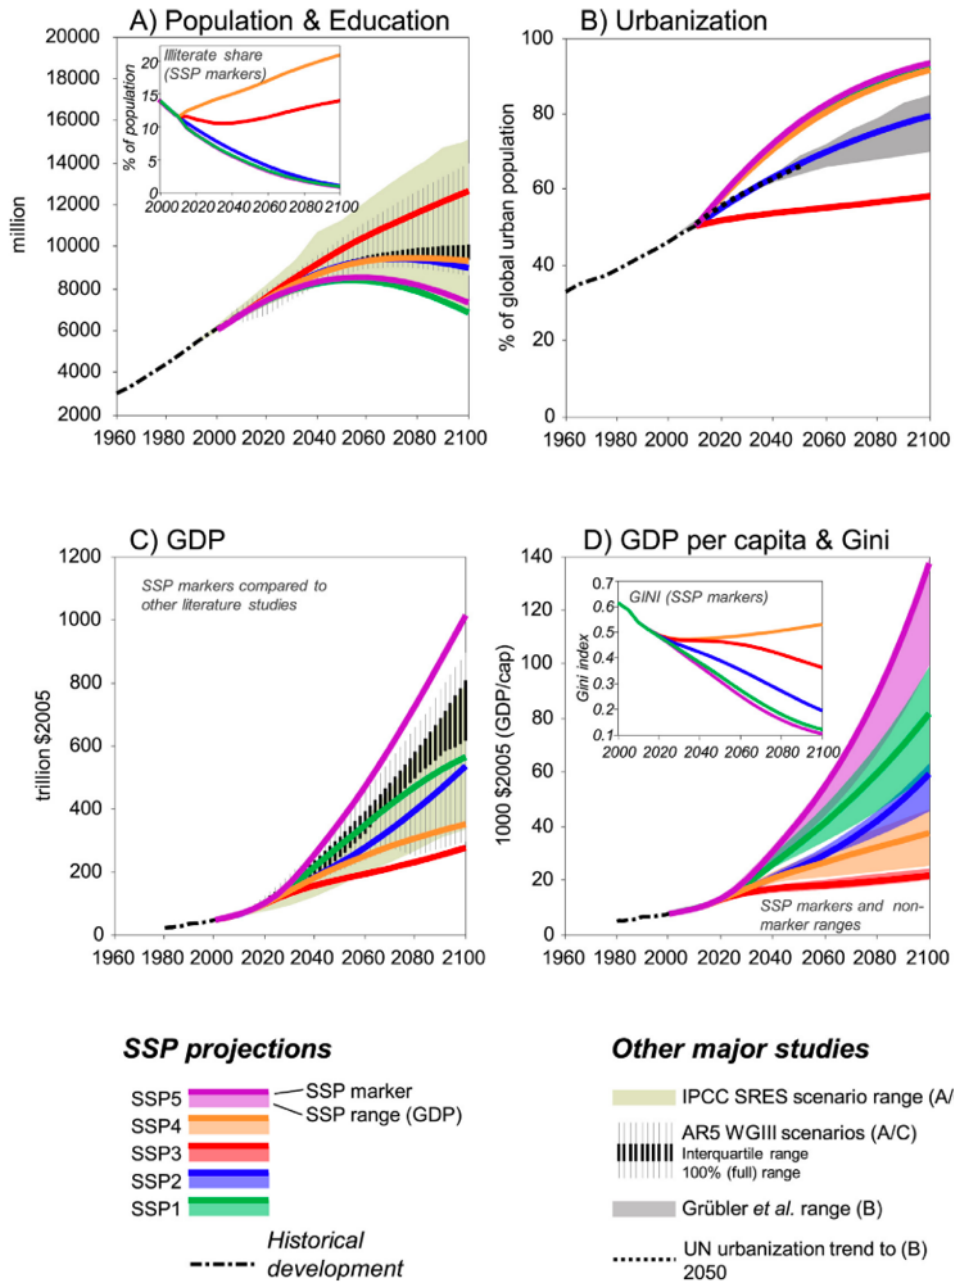 A) Population & Education
20000
18000
16000
14000
12000
10000
8000
6000
4000
2000
million
1960 1980 2000 2020 2040 2060 2080 2100
Illiterate share
(SSP markers)
% of population
20
15
10
5
0
2000 2020 2040 2060 2080 2100
B) Urbanization
100
80
60
40
20
0
% of global urban population
1960 1980 2000 2020 2040 2060 2080 2100
C) GDP
1200
1000
800
600
400
200
0
trillion $2005
SSP markers compared to
other literature studies
1960 1980 2000 2020 2040 2060 2080 2100
D) GDP per capita & Gini
140
120
100
80
60
40
20
0
1000 $2005 (GDP/cap)
GINI (SSP markers)
Gini index
0.7
0.6
0.5
0.4
0.3
0.2
0.1
2000 2020 2040 2060 2080 2100
SSP markers and non-
marker ranges
1960 1980 2000 2020 2040 2060 2080 2100
SSP projections
SSP5
SSP4
SSP3
SSP2
SSP1
SSP marker
SSP range (GDP)
Historical
development
Other major studies
IPCC SRES scenario range (A/
AR5 WGIII scenarios (A/C)
Interquartile range
100% (full) range
Grübler et al. range (B)
UN urbanization trend to (B)
2050